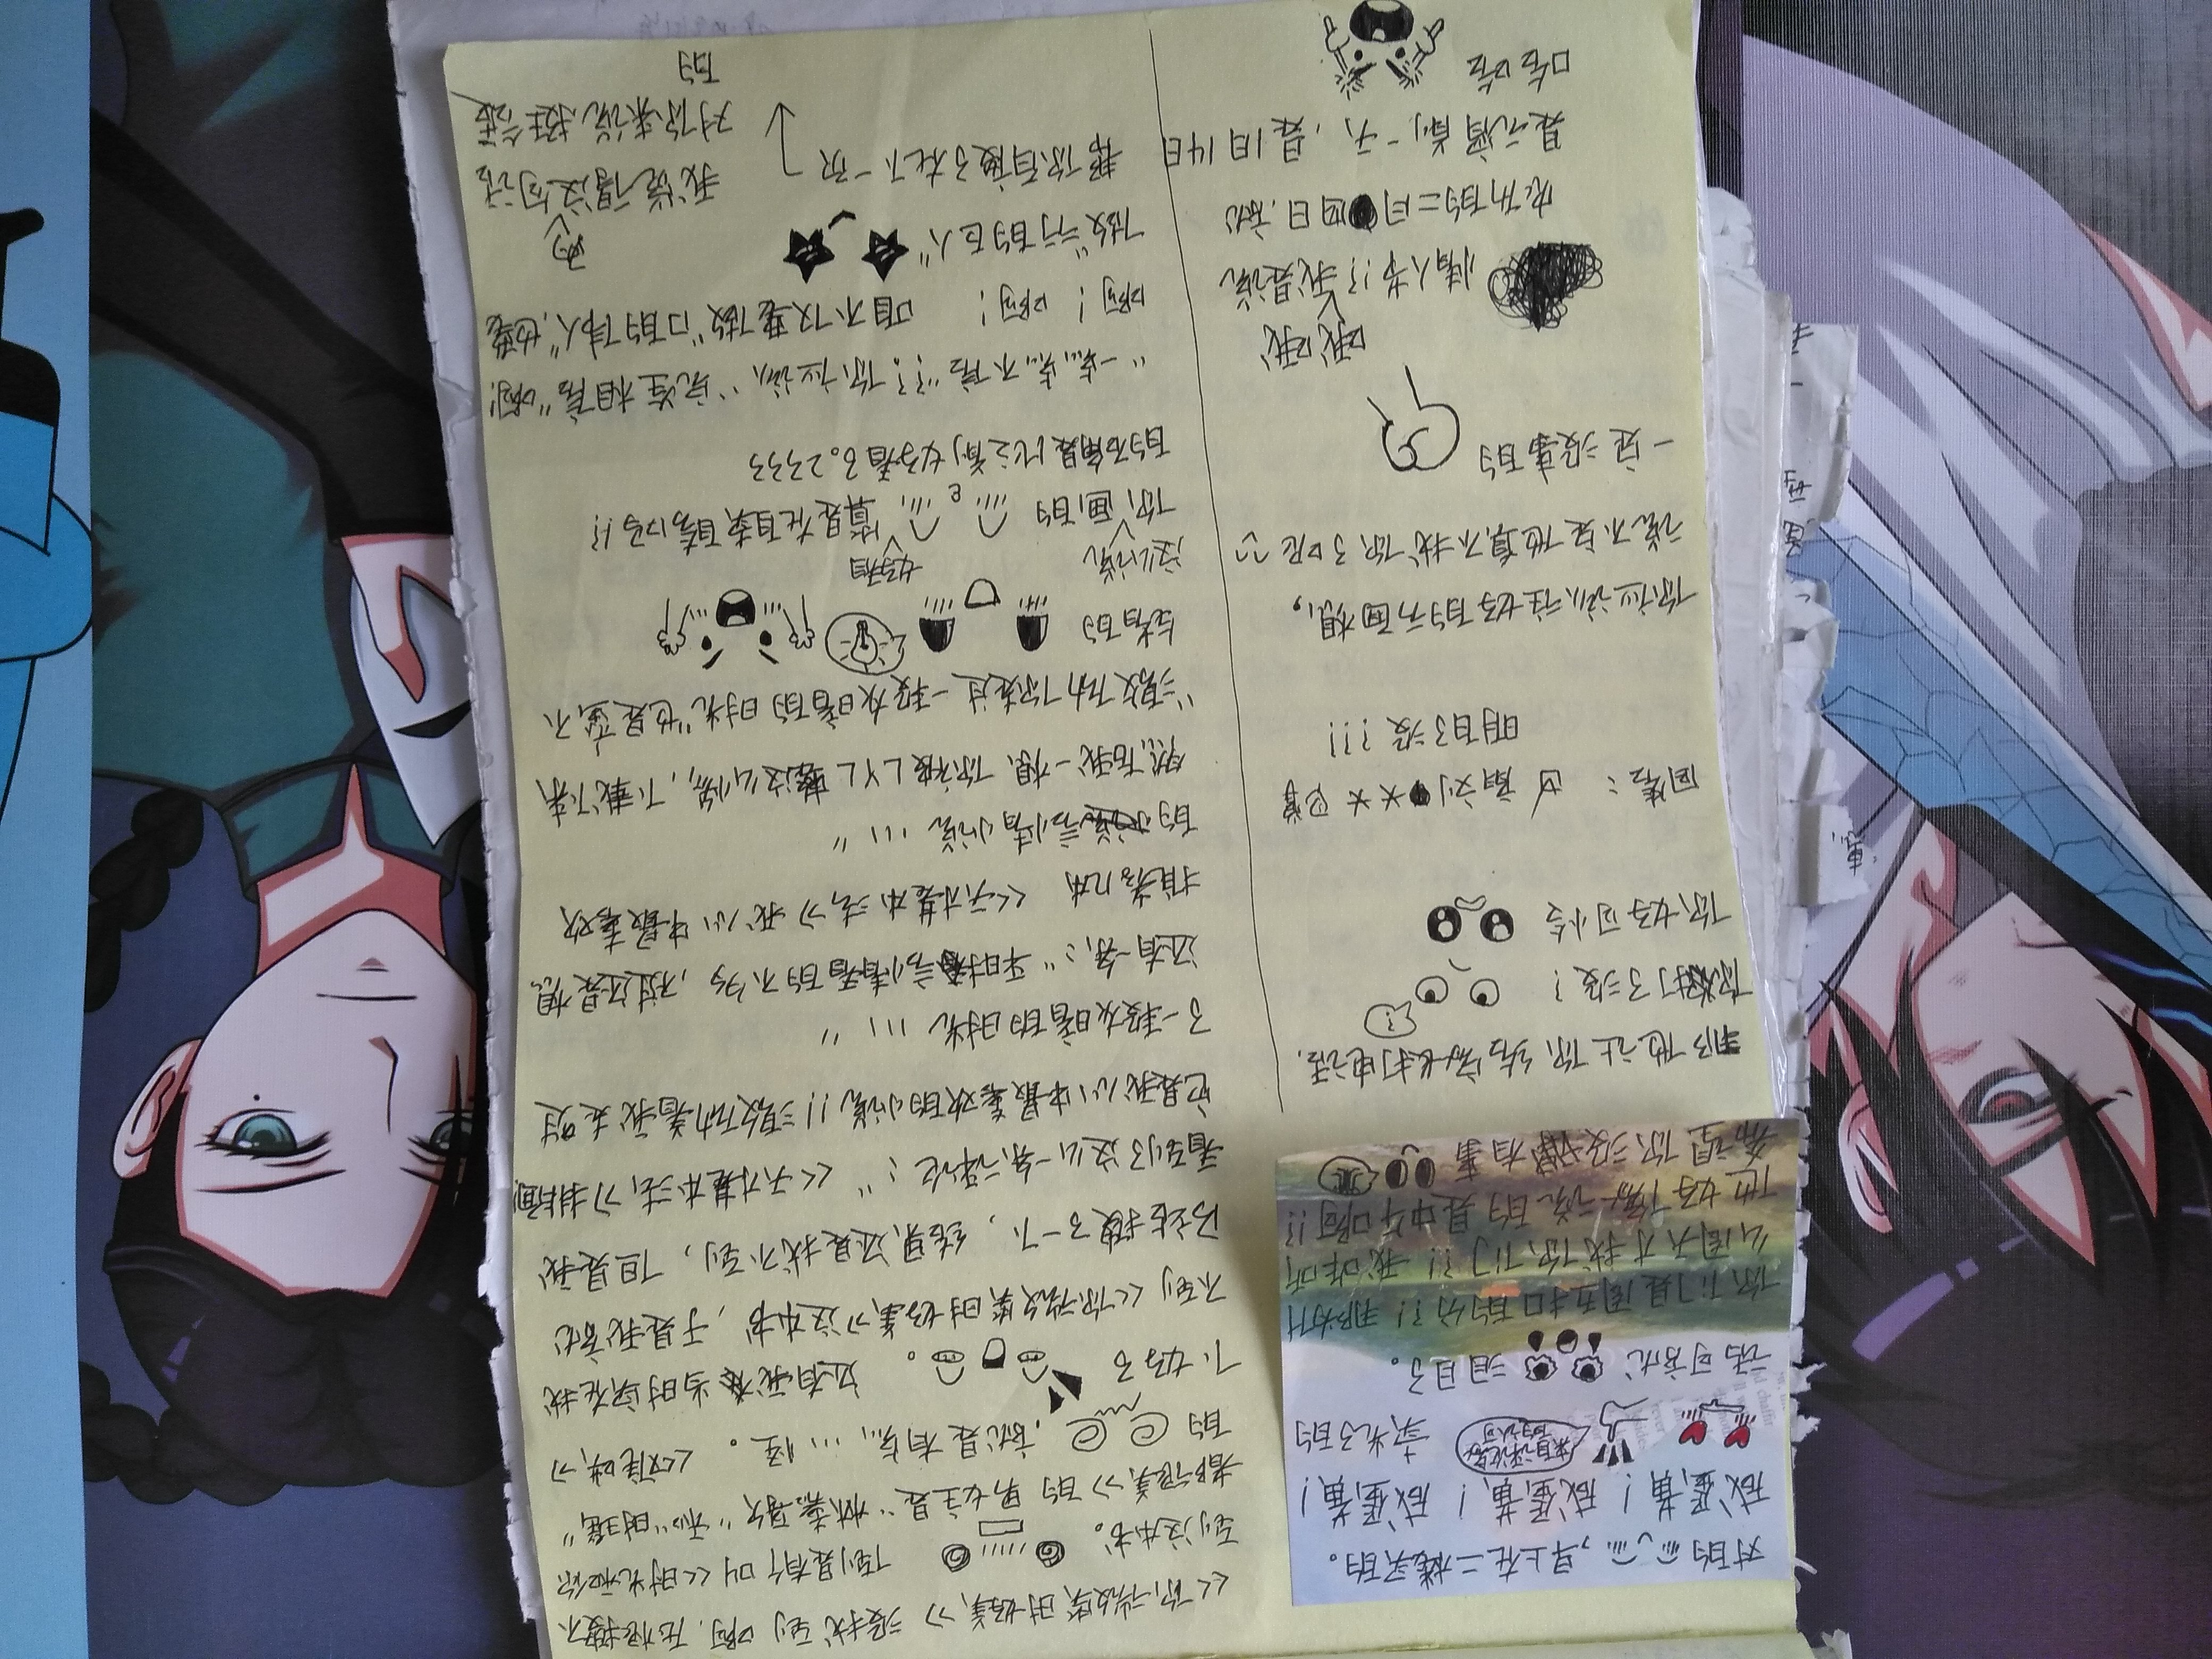 对的,早上在二楼买的。
咸蛋黄！咸蛋黄！咸蛋黄！
来自评论家
的认可
卖光了的
话可就 泪目了。
你们是周五扣的分?! 那为什
么周天才找你们?! 我咋听
他好像说的是中午啊!?
希望你没有事
那他让你给家长打电话,
你打了没？
?
你好可怜
回答: 扇刘** 巴掌
明白了没???
你应该往好的方面想,
说不定他真不找你了呢
一定没事的
哦哦
情人节!? 我是说
农历的二月四日,就
是元宵前一天,是1月14日
哈哈
<<你微笑时好美>> 没找到啊.压根搜不
到这本书。 倒是有个叫<<时光和你
都很美>>的 男女主是“林嘉歌”和“时瑶”
的 ,就是有点...怪。 <<难哄>>
下好了 。 还有我当时实在找
不到<<你微笑时好美>>这本书,于是我就
B站搜了一下,结果还是找不到,但是我
看到了这么一条评论:“<<天才基本法>>排面!
它是我心中最喜欢的小说!! 激励着我走过
了一段灰暗的时光...”
还有一条:“平时言情看的不多,不过还是想
推荐几本 <<天才基本法>> 我心中最喜欢
的言情小说...”
然后我一想,你被LYL整这么惨,下载下来
“激励你走过一段灰暗的时光”也是蛮不
错的
这么说 好看
你画的 算是在自卖自夸吗!?
的确是比之前好看了。2333
“一点点不信”??你应该“完全相信”啊!
啊! 啊! 咱不仅要做“口的伟人”,也要
做“行的巨人”
帮你百度了在下一页
两
我觉得这句话
对你来说,挺合适
的
惠